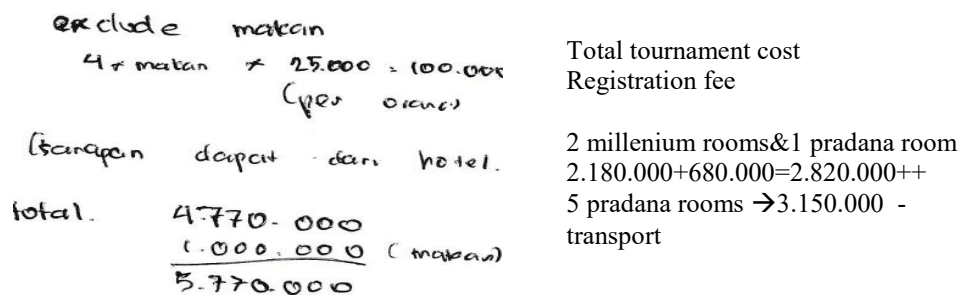 exclude makan
4 x makan x 25.000 = 100.000
(per orang)
(sarapan dapat dari hotel.
total. 4.770.000
1.000.000 (makan)
5.770.000
Total tournament cost
Registration fee
2 millenium rooms&1 pradana room
2.180.000+680.000=2.820.000++
5 pradana rooms →3.150.000 -
transport